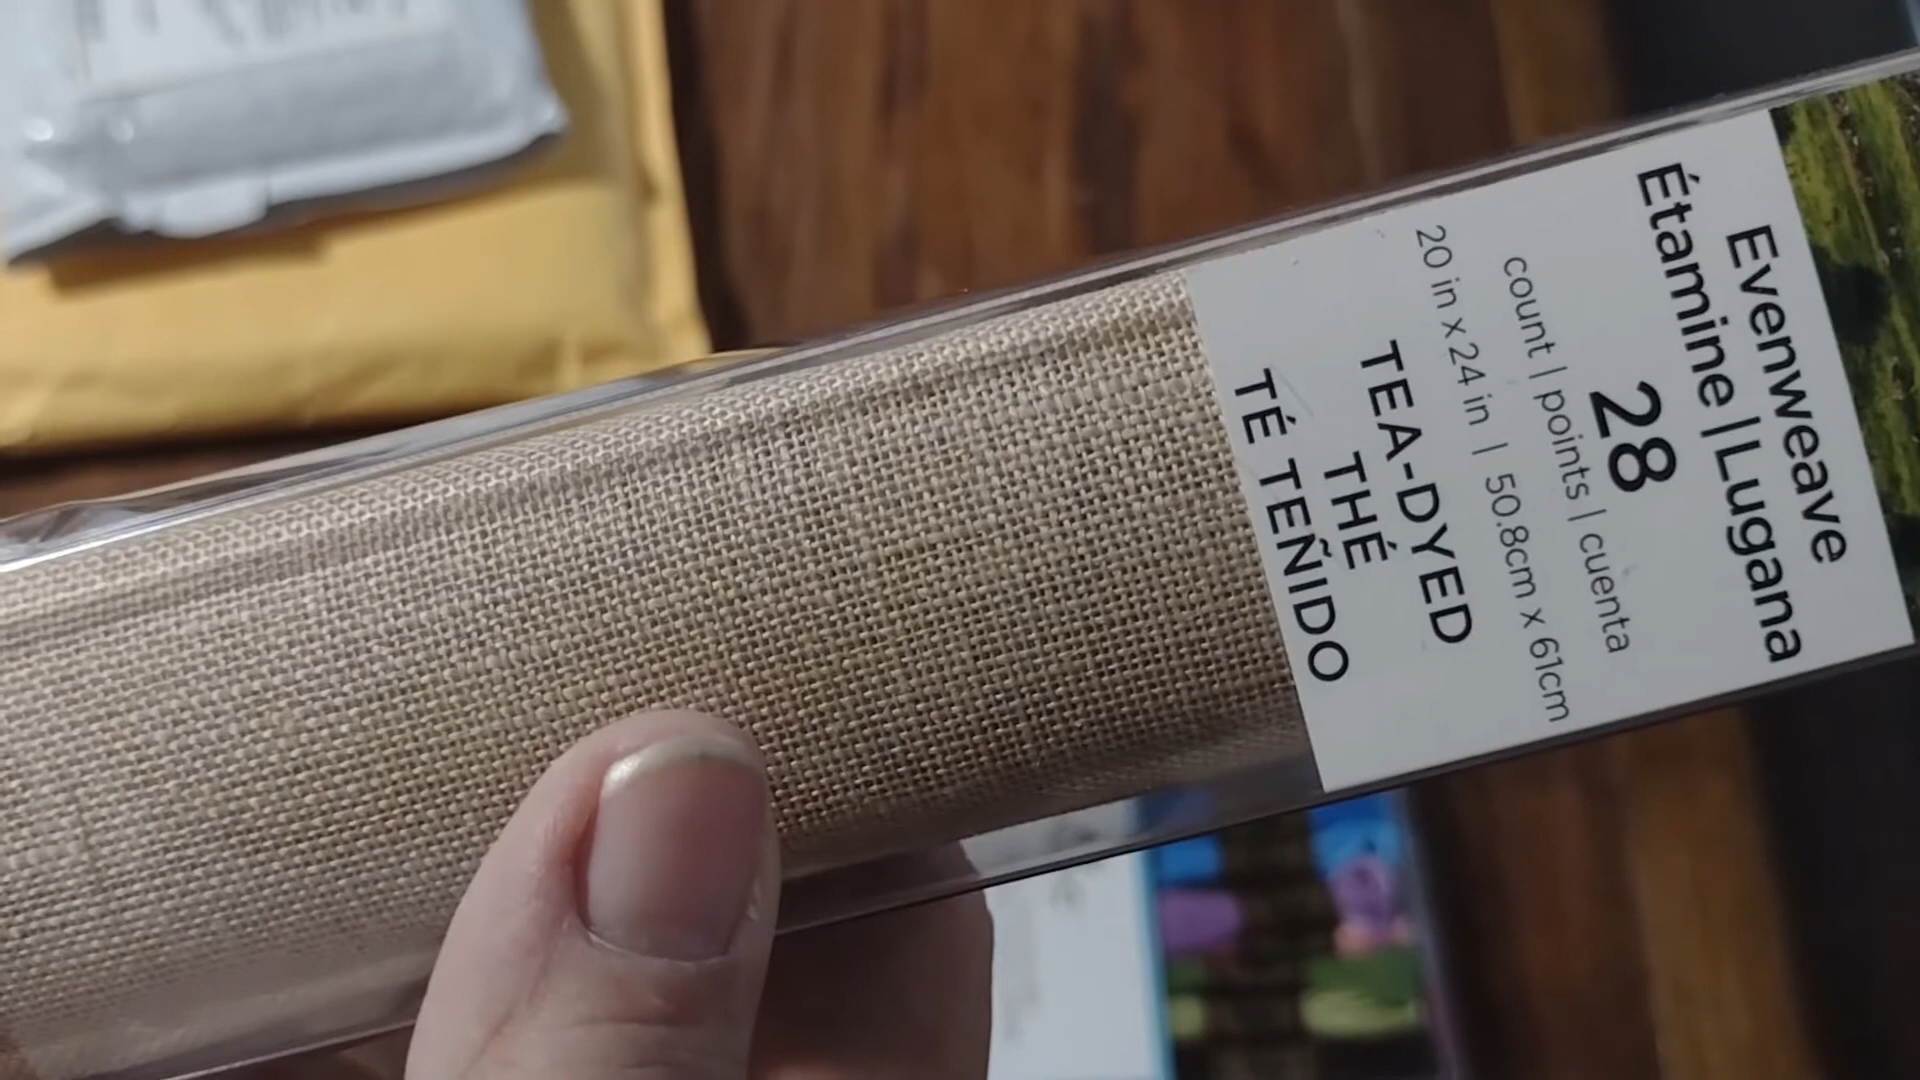 Evenweave
Étamine | Lugana
28
count | points | cuenta
20 in x 24 in | 50.8cm x 61cm
TEA-DYED
THÉ
TÉ TEÑIDO